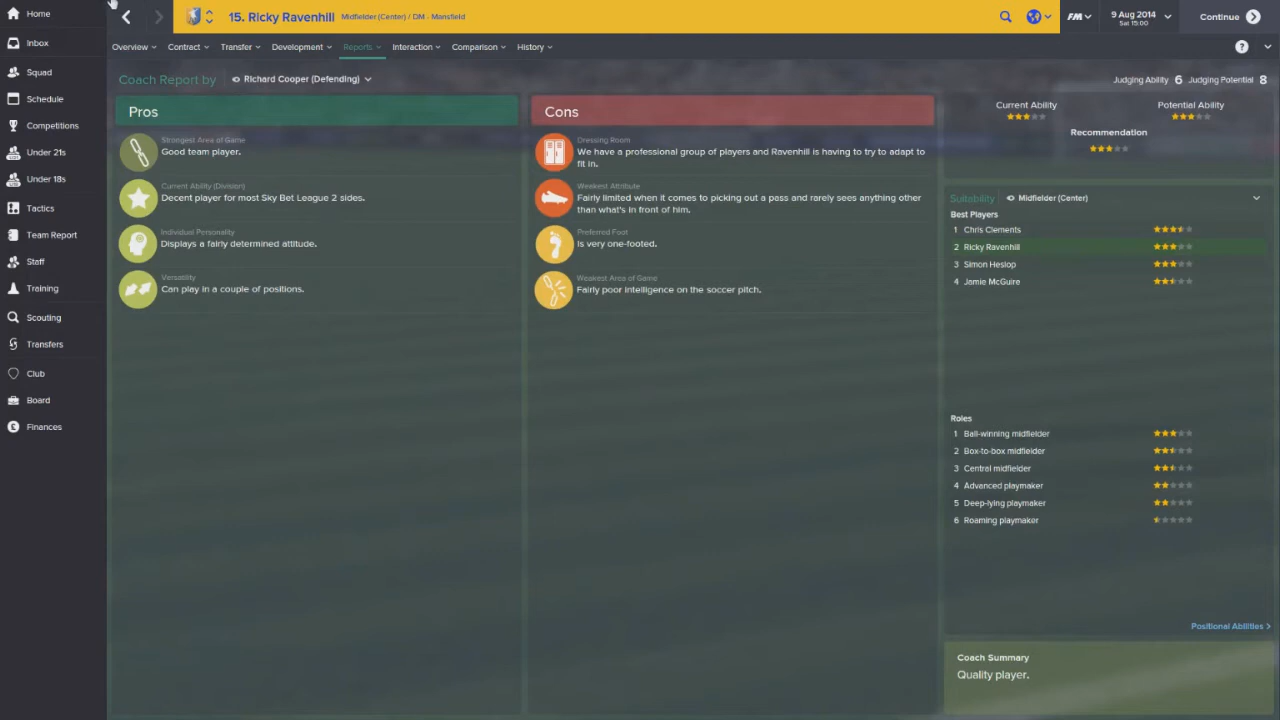 Home
Inbox
Squad
Schedule
Competitions
Under 21s
Under 18s
Tactics
Team Report
Staff
Training
Scouting
Transfers
Club
Board
Finances
15. Ricky Ravenhill Midfielder (Center) / DM - Mansfield
FM
9 Aug 2014
Sat 15:00
Continue
Overview Contract Transfer Development Reports Interaction Comparison History
?
Coach Report by Richard Cooper (Defending)
Judging Ability 6 Judging Potential 8
Pros
Strongest Area of Game
Good team player.
Current Ability (Division)
Decent player for most Sky Bet League 2 sides.
Individual Personality
Displays a fairly determined attitude.
Versatility
Can play in a couple of positions.
Cons
Dressing Room
We have a professional group of players and Ravenhill is having to try to adapt to
fit in.
Weakest Attribute
Fairly limited when it comes to picking out a pass and rarely sees anything other
than what's in front of him.
Preferred Foot
Is very one-footed.
Weakest Area of Game
Fairly poor intelligence on the soccer pitch.
Current Ability
Potential Ability
Recommendation
Suitability Midfielder (Center)
Best Players
1 Chris Clements
2 Ricky Ravenhill
3 Simon Heslop
4 Jamie McGuire
Roles
1 Ball-winning midfielder
2 Box-to-box midfielder
3 Central midfielder
4 Advanced playmaker
5 Deep-lying playmaker
6 Roaming playmaker
Positional Abilities >
Coach Summary
Quality player.